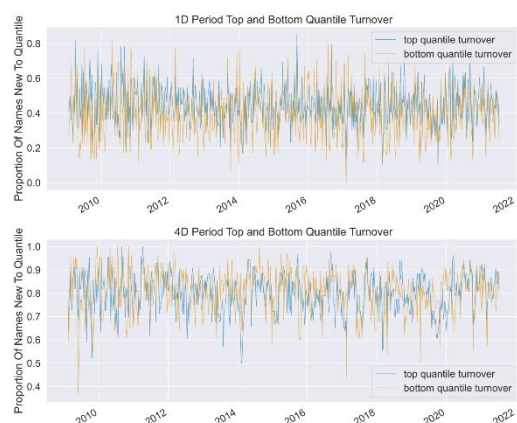 1D Period Top and Bottom Quantile Turnover
Proportion Of Names New To Quantile
0.8
0.6
0.4
0.2
0.0
top quantile turnover
bottom quantile turnover
2010 2012 2014 2016 2018 2020 2022
4D Period Top and Bottom Quantile Turnover
Proportion Of Names New To Quantile
1.0
0.9
0.8
0.7
0.6
0.5
0.4
top quantile turnover
bottom quantile turnover
2010 2012 2014 2016 2018 2020 2022